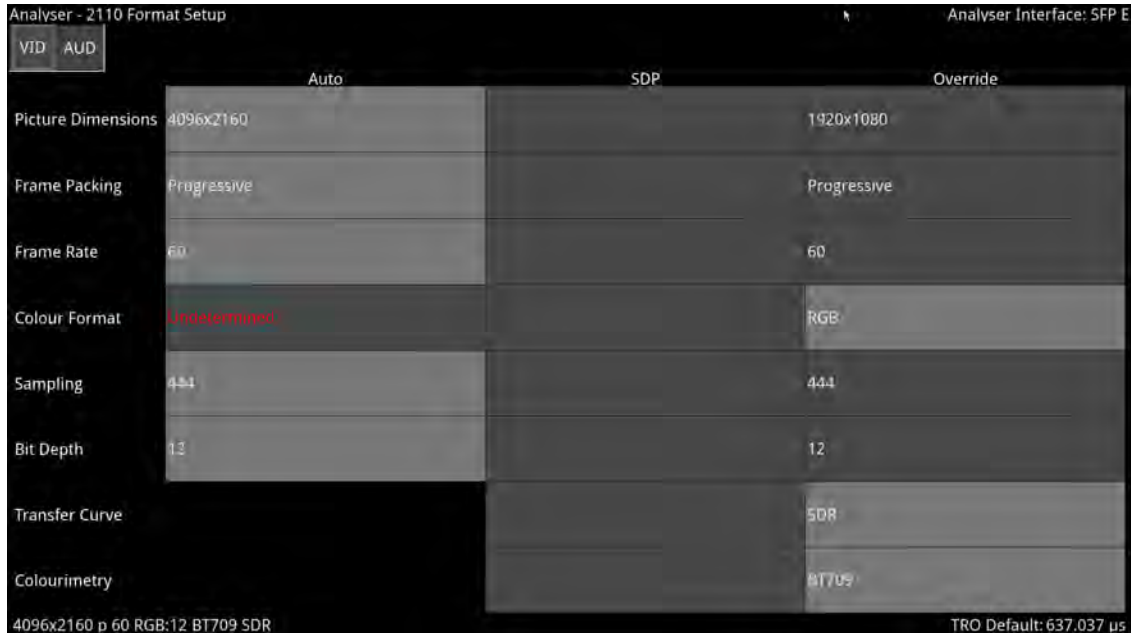 Analyser - 2110 Format Setup Analyser Interface: SFP E
VID AUD
Auto SDP Override
Picture Dimensions 4096x2160 1920x1080
Frame Packing Progressive Progressive
Frame Rate 60 60
Colour Format Undetermined RGB
Sampling 444 444
Bit Depth 12 12
Transfer Curve SDR
Colourimetry BT709
4096x2160 p 60 RGB:12 BT709 SDR TRO Default: 637.037 µs